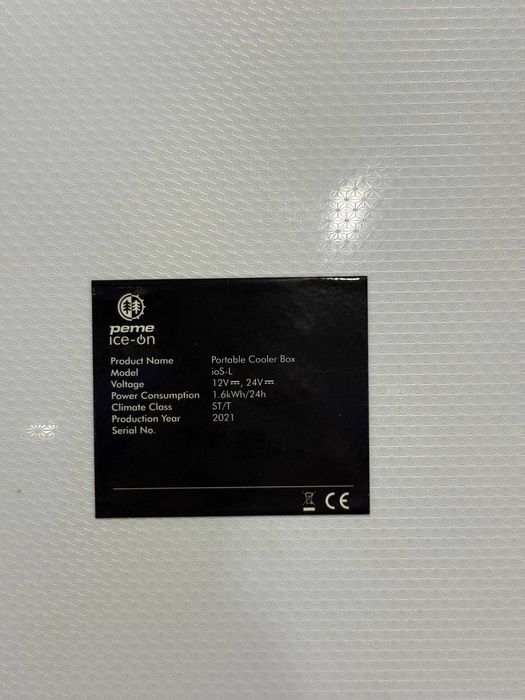 peme
ice-on
Product Name Portable Cooler Box
Model ioS-L
Voltage 12V⎓, 24V⎓
Power Consumption 1.6kWh/24h
Climate Class ST/T
Production Year 2021
Serial No.
CE